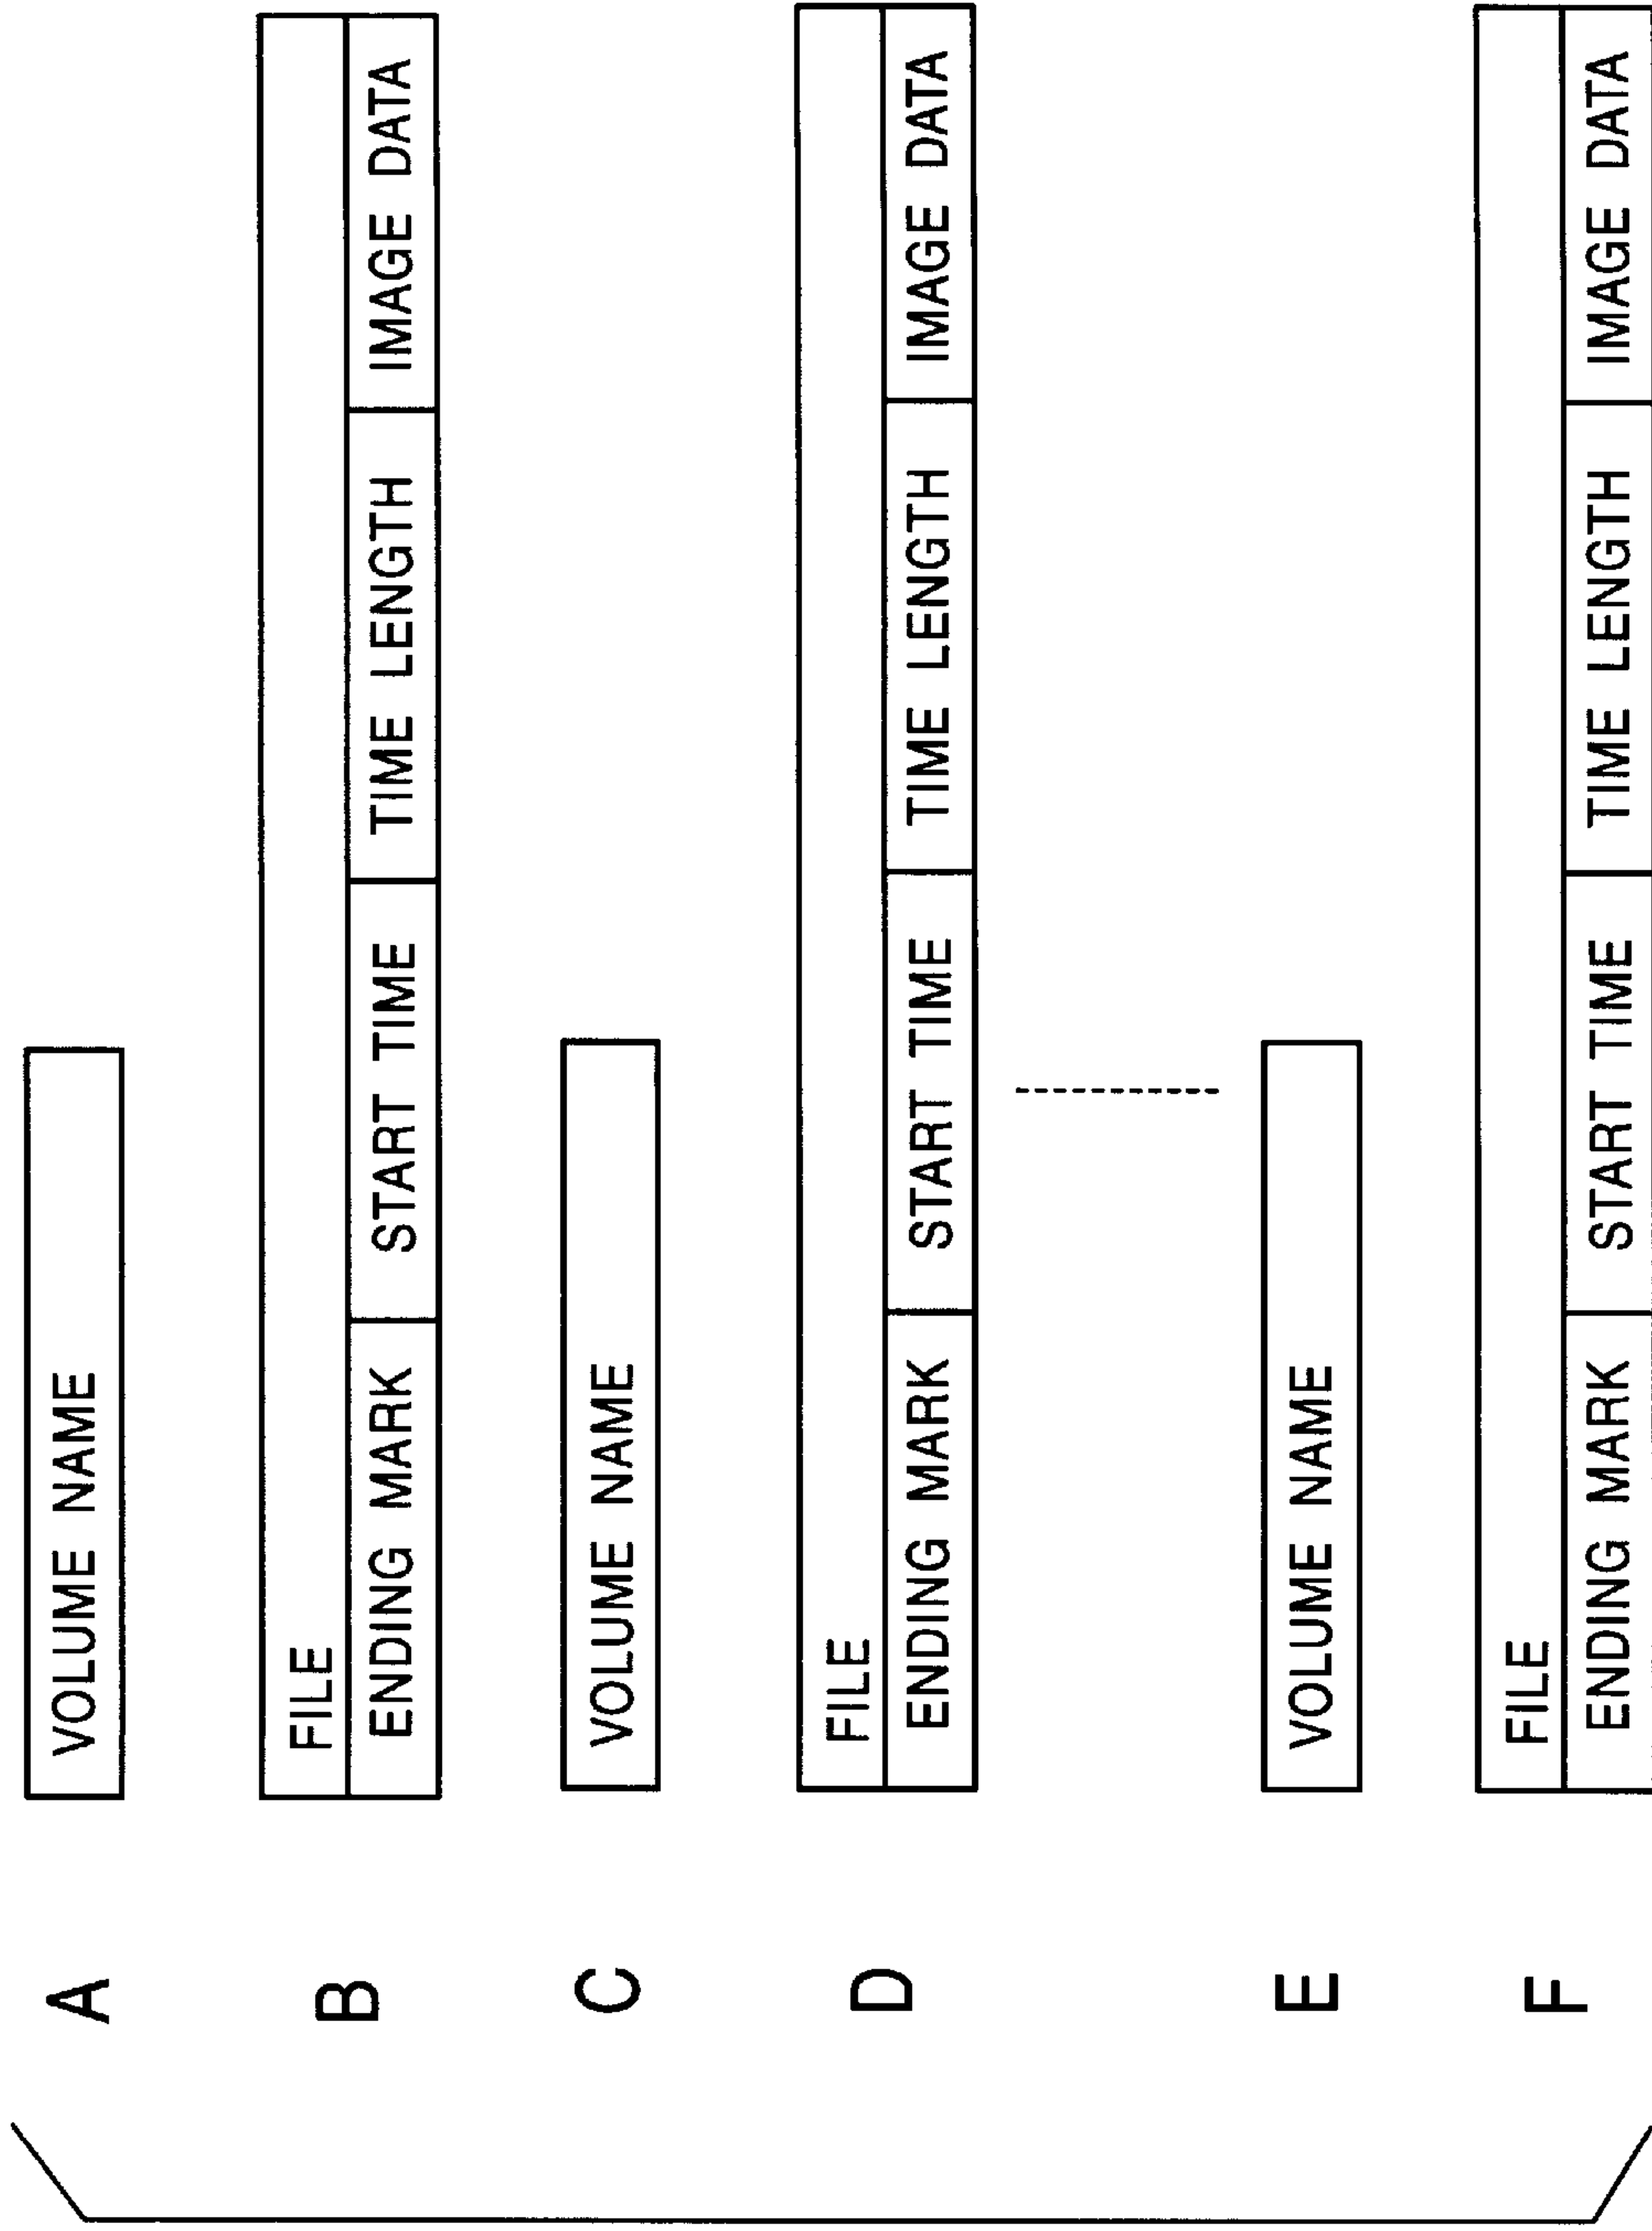 A VOLUME NAME
B FILE
ENDING MARK START TIME TIME LENGTH IMAGE DATA
C VOLUME NAME
D FILE
ENDING MARK START TIME TIME LENGTH IMAGE DATA
E VOLUME NAME
F FILE
ENDING MARK START TIME TIME LENGTH IMAGE DATA